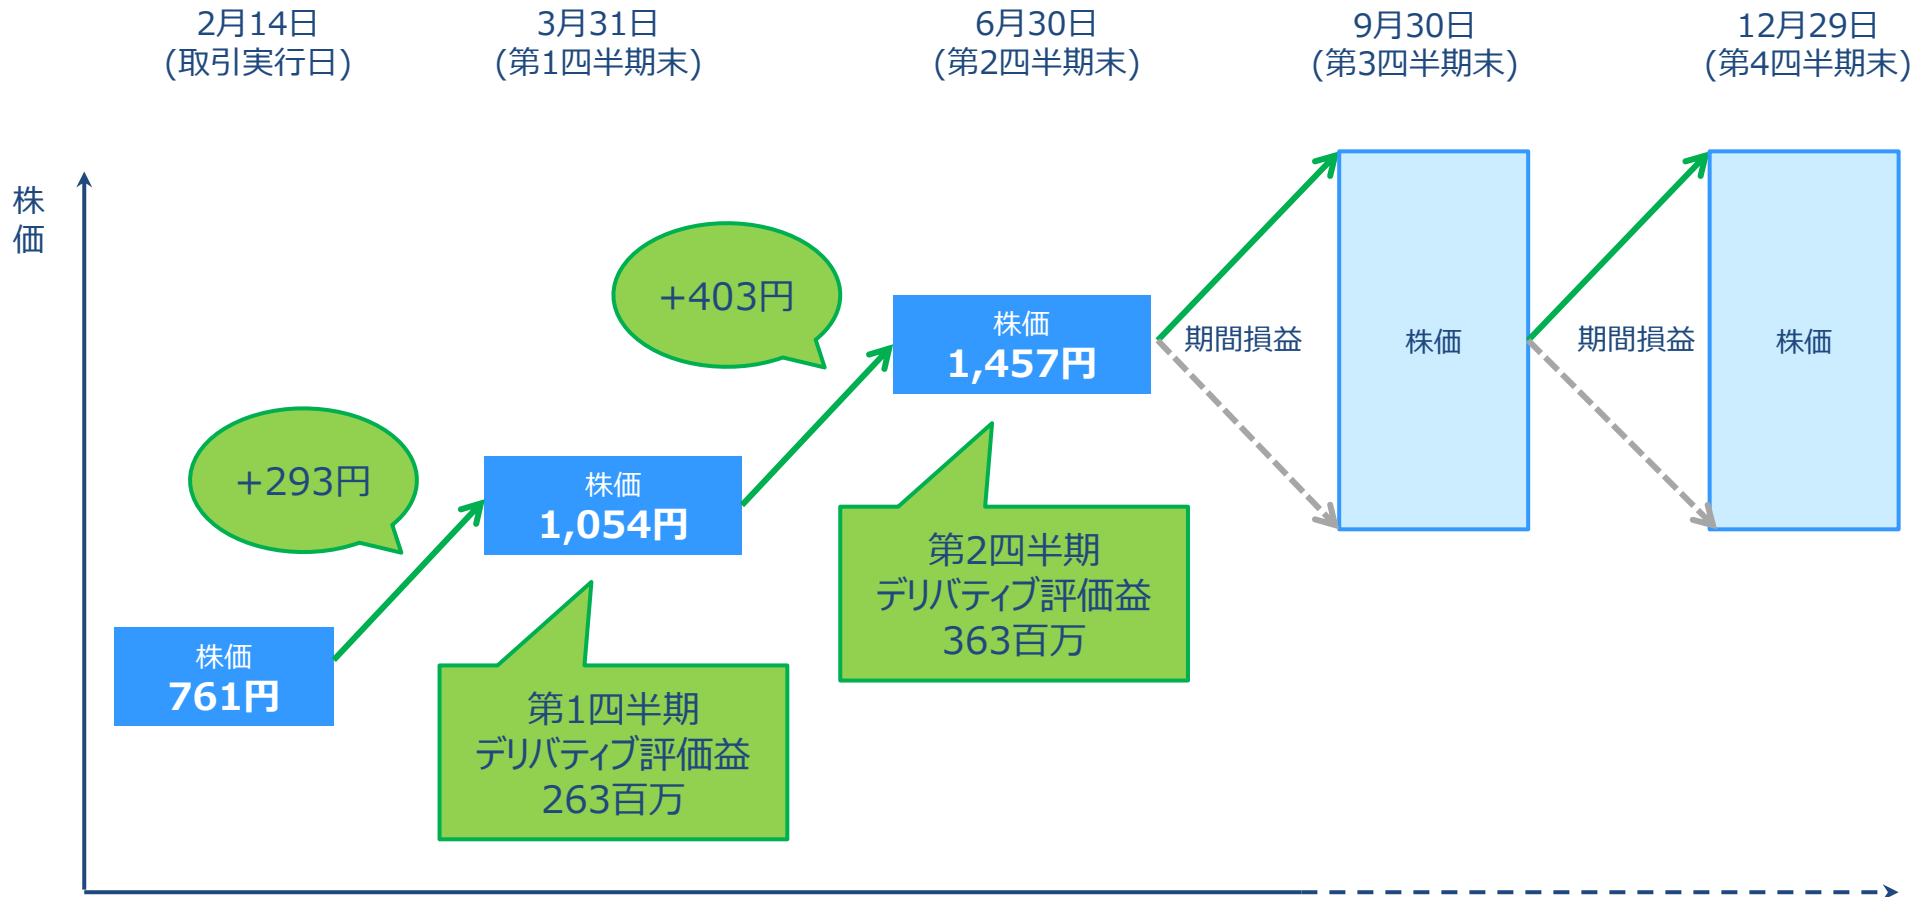 2月14日
(取引実行日)
3月31日
(第1四半期末)
6月30日
(第2四半期末)
9月30日
(第3四半期末)
12月29日
(第4四半期末)
株
価
+403円
株価
1,457円
期間損益
株価
期間損益
株価
+293円
株価
1,054円
第2四半期
デリバティブ評価益
363百万
株価
761円
第1四半期
デリバティブ評価益
263百万